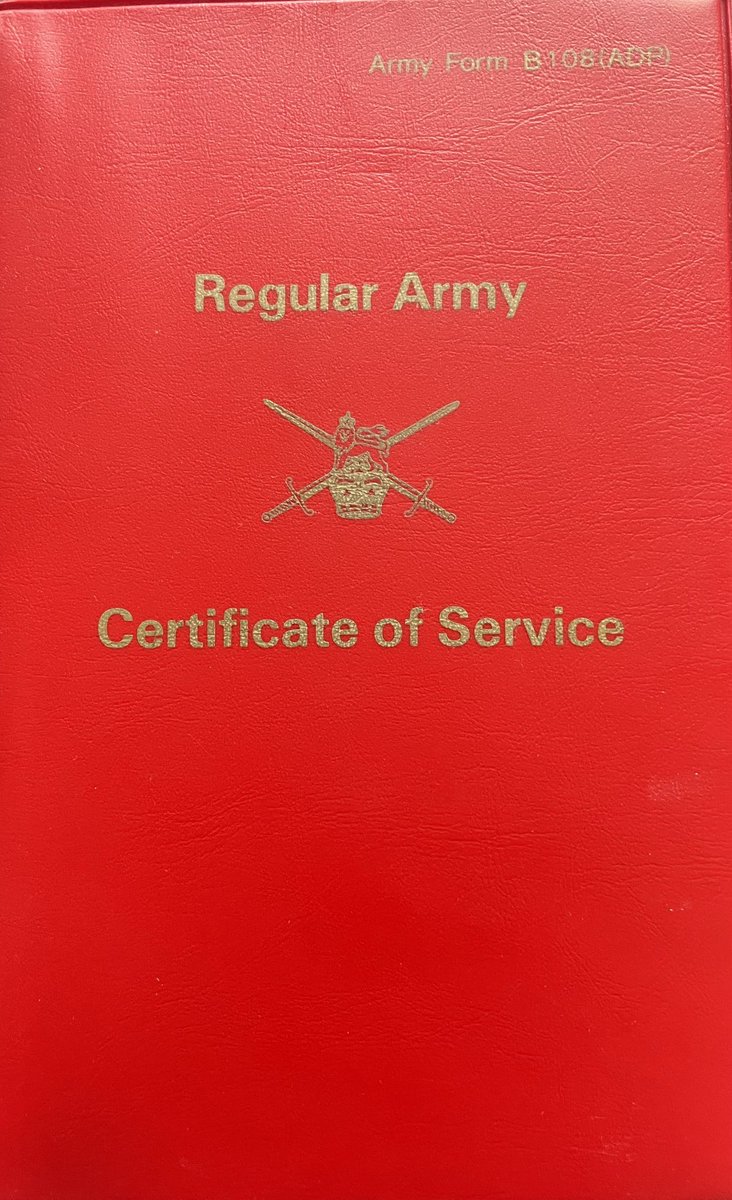 Army Form B108(ADP)
Regular Army
Certificate of Service